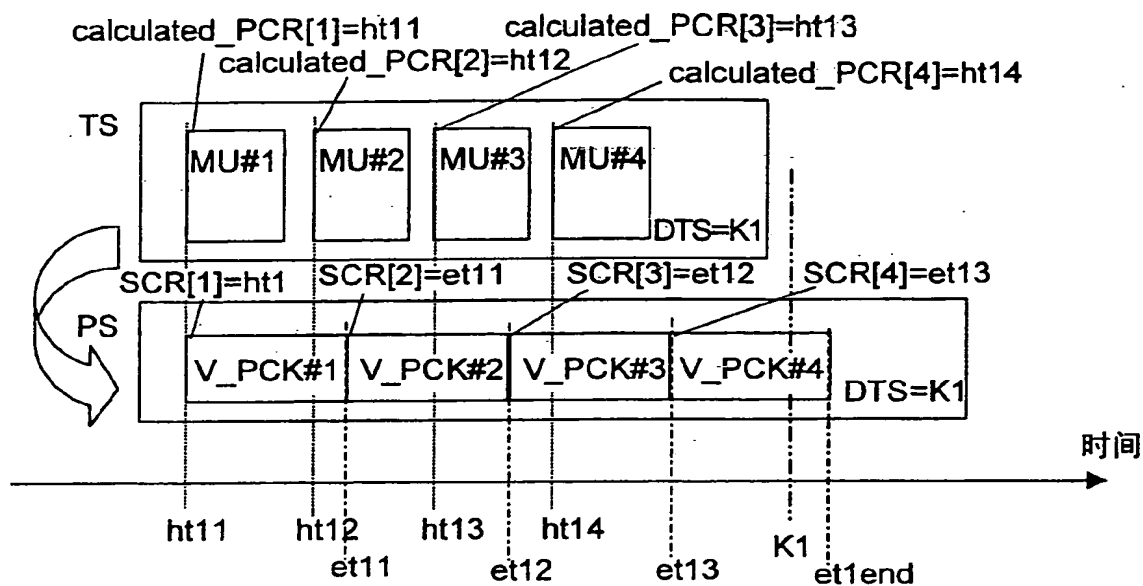 calculated_PCR[1]=ht11
calculated_PCR[3]=ht13
calculated_PCR[2]=ht12
calculated_PCR[4]=ht14
TS
MU#1
MU#2
MU#3
MU#4
DTS=K1
SCR[1]=ht1
SCR[2]=et11
SCR[3]=et12
SCR[4]=et13
PS
V_PCK#1
V_PCK#2
V_PCK#3
V_PCK#4
DTS=K1
时间
ht11
ht12
ht13
ht14
K1
et11
et12
et13
et1end